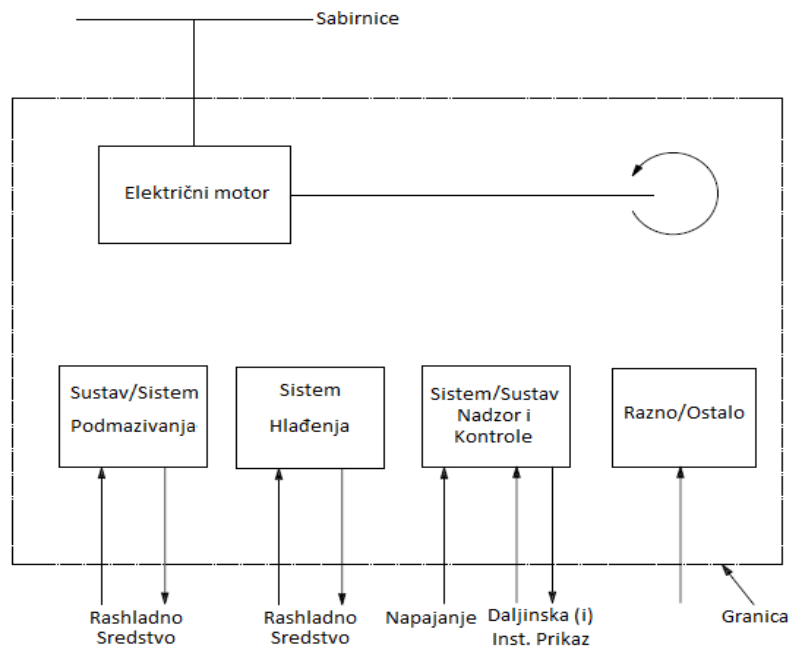 Sabirnice
Električni motor
Sustav/Sistem
Podmazivanja
Sistem
Hlađenja
Sistem/Sustav
Nadzor i
Kontrole
Razno/Ostalo
Rashladno
Sredstvo
Rashladno
Sredstvo
Napajanje
Daljinska (i)
Inst. Prikaz
Granica